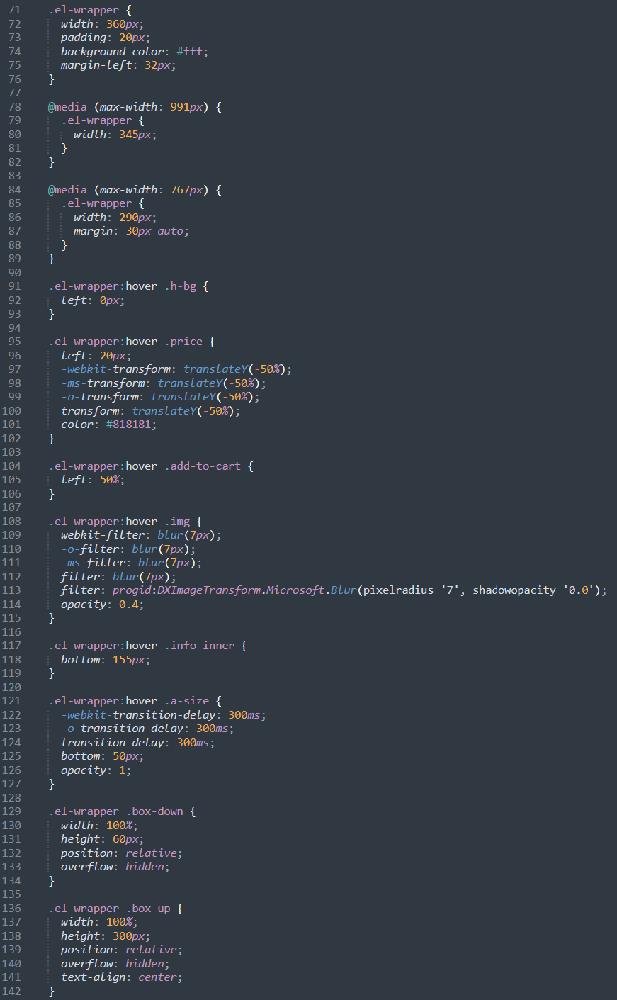 71 .el-wrapper {
72 width: 360px;
73 padding: 20px;
74 background-color: #fff;
75 margin-left: 32px;
76 }
77
78 @media (max-width: 991px) {
79 .el-wrapper {
80 width: 345px;
81 }
82 }
83
84 @media (max-width: 767px) {
85 .el-wrapper {
86 width: 290px;
87 margin: 30px auto;
88 }
89 }
90
91 .el-wrapper:hover .h-bg {
92 left: 0px;
93 }
94
95 .el-wrapper:hover .price {
96 left: 20px;
97 -webkit-transform: translateY(-50%);
98 -ms-transform: translateY(-50%);
99 -o-transform: translateY(-50%);
100 transform: translateY(-50%);
101 color: #818181;
102 }
103
104 .el-wrapper:hover .add-to-cart {
105 left: 50%;
106 }
107
108 .el-wrapper:hover .img {
109 webkit-filter: blur(7px);
110 -o-filter: blur(7px);
111 -ms-filter: blur(7px);
112 filter: blur(7px);
113 filter: progid:DXImageTransform.Microsoft.Blur(pixelradius='7', shadowopacity='0.0');
114 opacity: 0.4;
115 }
116
117 .el-wrapper:hover .info-inner {
118 bottom: 155px;
119 }
120
121 .el-wrapper:hover .a-size {
122 -webkit-transition-delay: 300ms;
123 -o-transition-delay: 300ms;
124 transition-delay: 300ms;
125 bottom: 50px;
126 opacity: 1;
127 }
128
129 .el-wrapper .box-down {
130 width: 100%;
131 height: 60px;
132 position: relative;
133 overflow: hidden;
134 }
135
136 .el-wrapper .box-up {
137 width: 100%;
138 height: 300px;
139 position: relative;
140 overflow: hidden;
141 text-align: center;
142 }